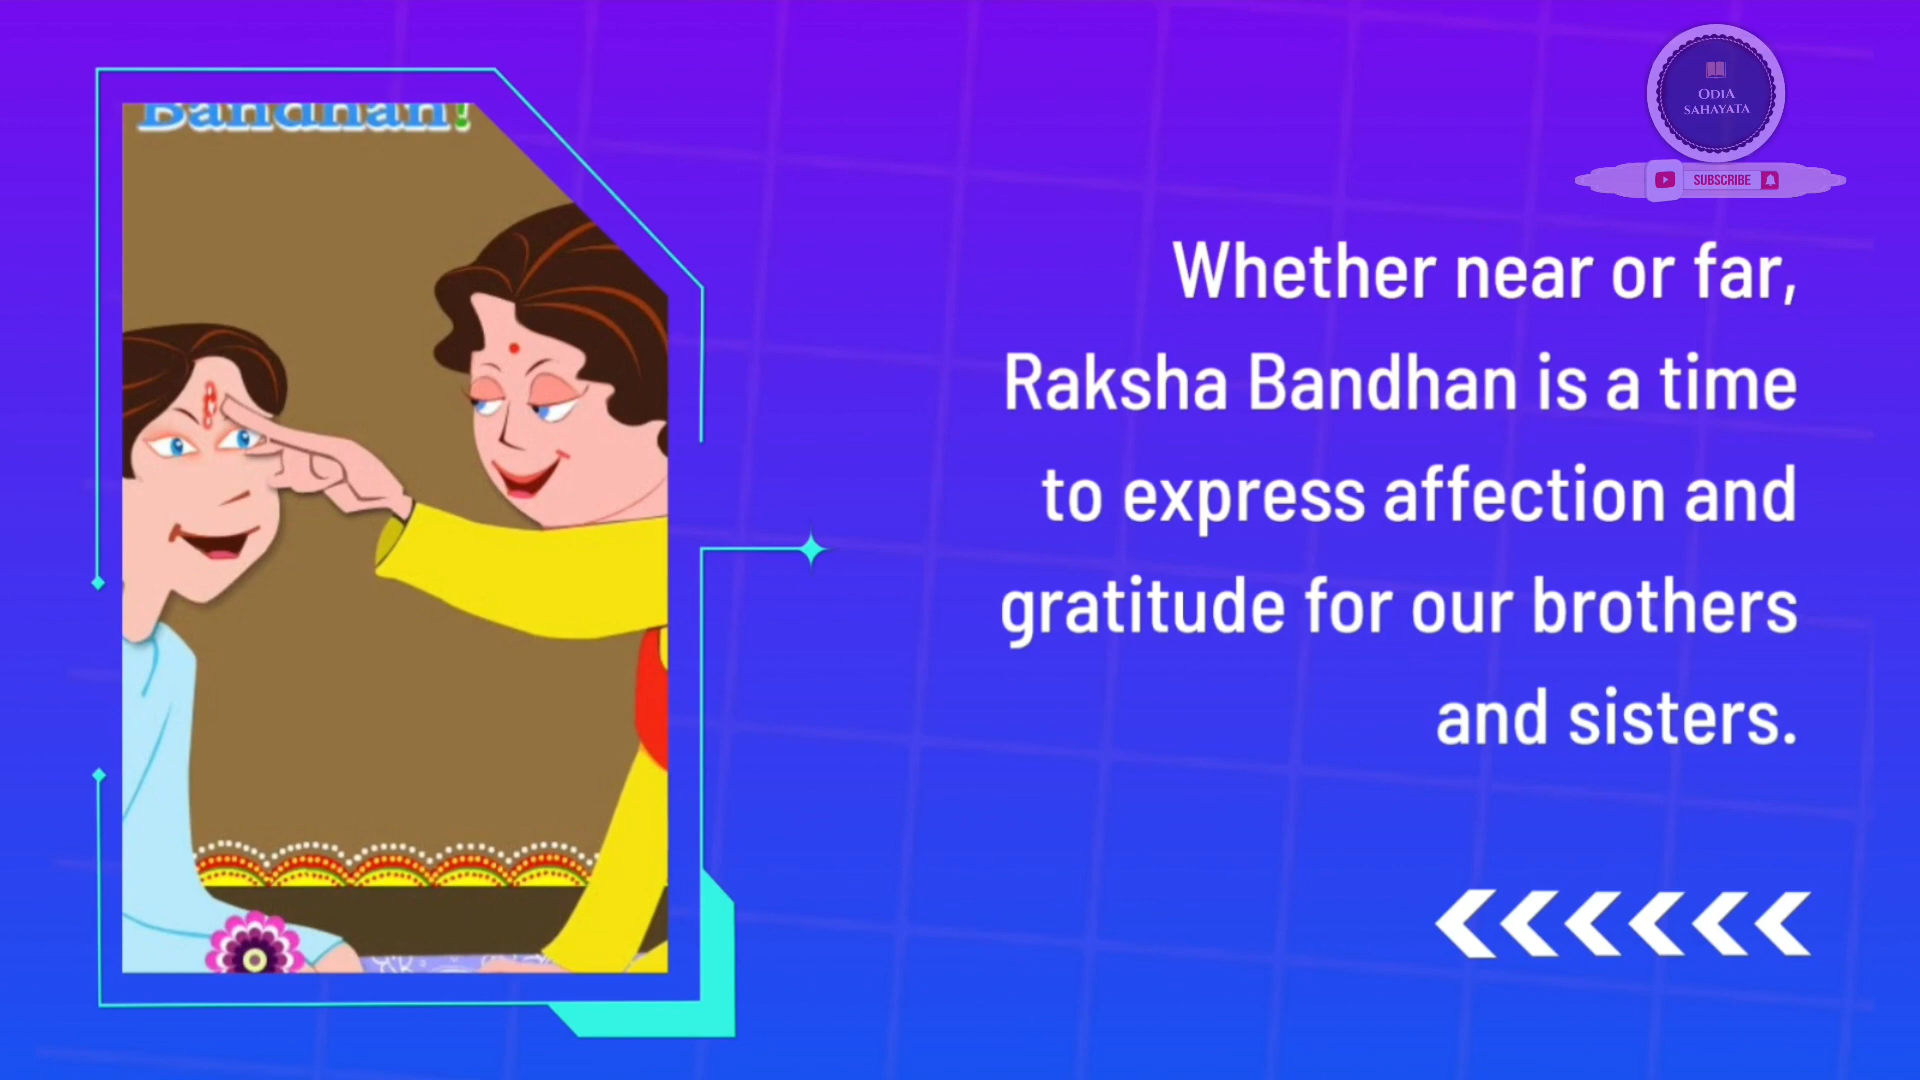 Bandhan!
ODIA
SAHAYATA
SUBSCRIBE
Whether near or far,
Raksha Bandhan is a time
to express affection and
gratitude for our brothers
and sisters.